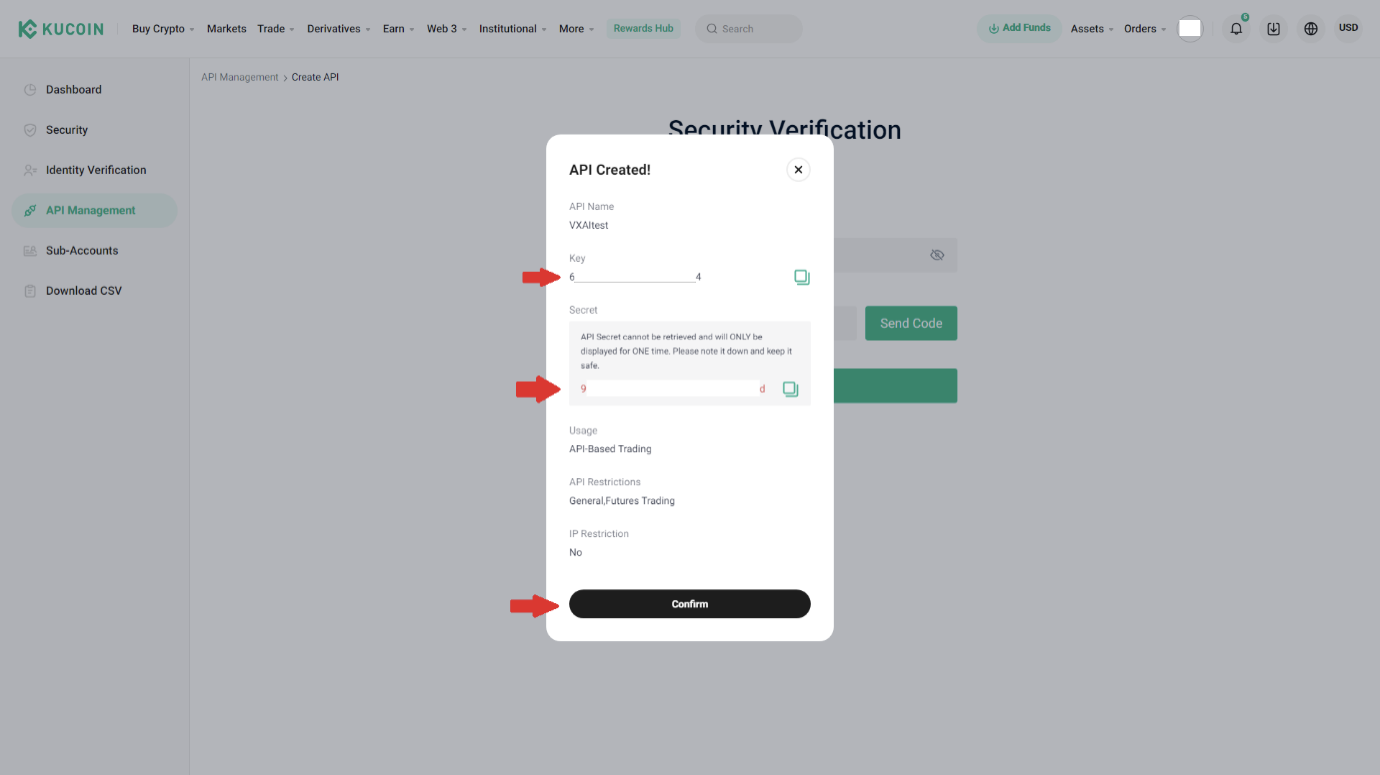 KUCOIN Buy Crypto Markets Trade Derivatives Earn Web 3 Institutional More Rewards Hub Search Add Funds Assets Orders USD
Dashboard
Security
Identity Verification
API Management
Sub-Accounts
Download CSV
API Management > Create API
Security Verification
API Created!
API Name
VXAItest
Key
6 4
Secret
API Secret cannot be retrieved and will ONLY be
displayed for ONE time. Please note it down and keep it
safe.
9 d
Usage
API-Based Trading
API Restrictions
General,Futures Trading
IP Restriction
No
Confirm
Send Code